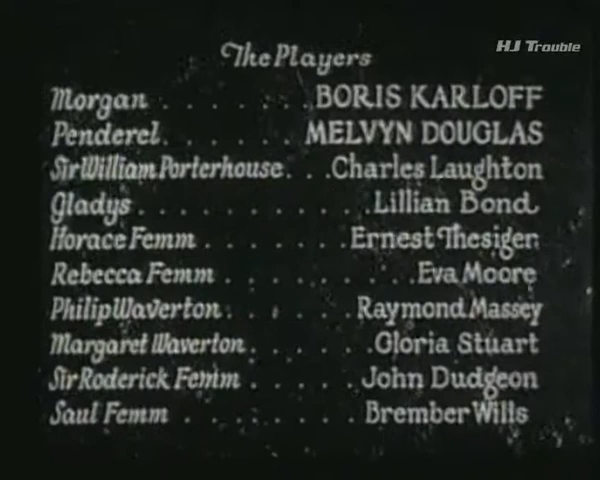 HJ Trouble
The Players
Morgan . . . . . . . BORIS KARLOFF
Penderel . . . . . . MELVYN DOUGLAS
Sir William Porterhouse . . . Charles Laughton
Gladys . . . . . . . . . . . . Lillian Bond
Horace Femm . . . . . . . Ernest Thesiger
Rebecca Femm . . . . . . . . . Eva Moore
Philip Waverton . . . . . . Raymond Massey
Margaret Waverton . . . . . . Gloria Stuart
Sir Roderick Femm . . . . . John Dudgeon
Saul Femm . . . . . . . . Brember Wills